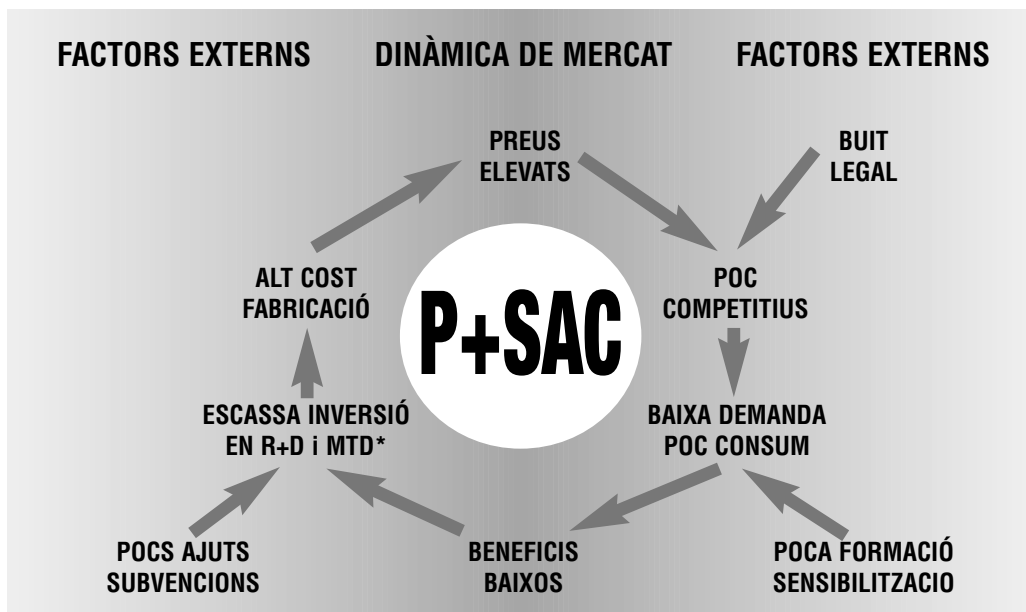 FACTORS EXTERNS
DINÀMICA DE MERCAT
FACTORS EXTERNS
PREUS
ELEVATS
BUIT
LEGAL
ALT COST
FABRICACIÓ
POC
COMPETITIUS
P+SAC
ESCASSA INVERSIÓ
EN R+D i MTD*
BAIXA DEMANDA
POC CONSUM
POCS AJUTS
SUBVENCIONS
BENEFICIS
BAIXOS
POCA FORMACIÓ
SENSIBILITZACIO